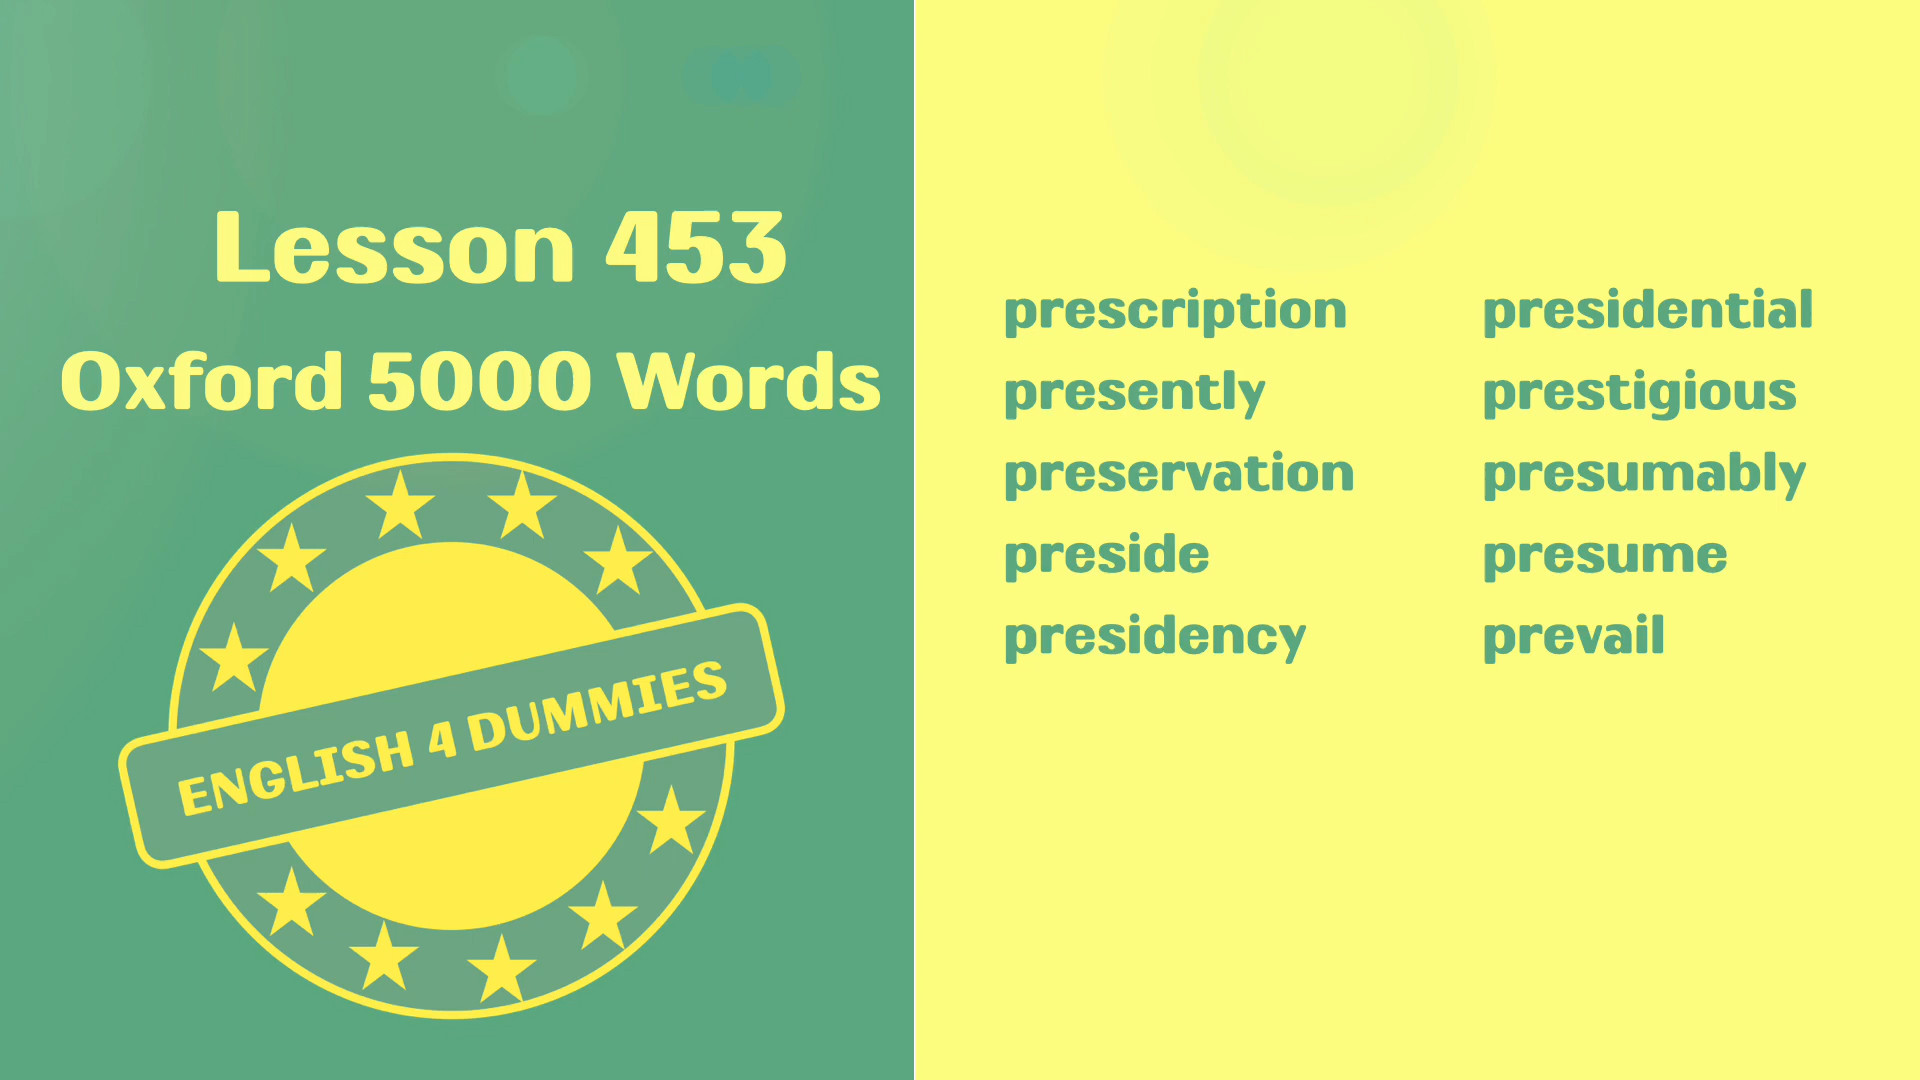 Lesson 453
Oxford 5000 Words
ENGLISH 4 DUMMIES
prescription
presently
preservation
preside
presidency
presidential
prestigious
presumably
presume
prevail